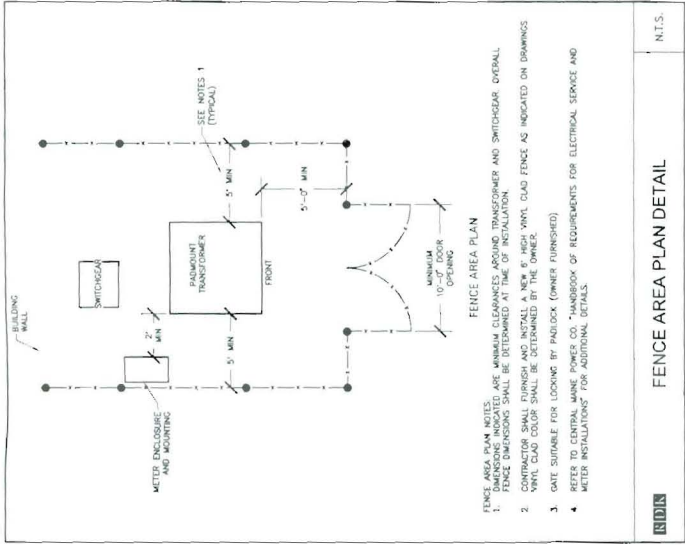 BUILDING
WALL
SWITCHGEAR
METER ENCLOSURE
AND MOUNTING
2'
MIN
PADMOUNT
TRANSFORMER
SEE NOTES 1
(TYPICAL)
5' MIN
5' MIN
FRONT
5'-0" MIN
MINIMUM
10'-0" DOOR
OPENING
FENCE AREA PLAN
FENCE AREA PLAN NOTES:
1. DIMENSIONS INDICATED ARE MINIMUM CLEARANCES AROUND TRANSFORMER AND SWITCHGEAR. OVERALL
FENCE DIMENSIONS SHALL BE DETERMINED AT TIME OF INSTALLATION.
2. CONTRACTOR SHALL FURNISH AND INSTALL A NEW 6' HIGH VINYL CLAD FENCE AS INDICATED ON DRAWINGS
VINYL CLAD COLOR SHALL BE DETERMINED BY THE OWNER.
3. GATE SUITABLE FOR LOCKING BY PADLOCK (OWNER FURNISHED)
4. REFER TO CENTRAL MAINE POWER CO. "HANDBOOK OF REQUIREMENTS FOR ELECTRICAL SERVICE AND
METER INSTALLATIONS" FOR ADDITIONAL DETAILS.
RDK
FENCE AREA PLAN DETAIL
N.T.S.